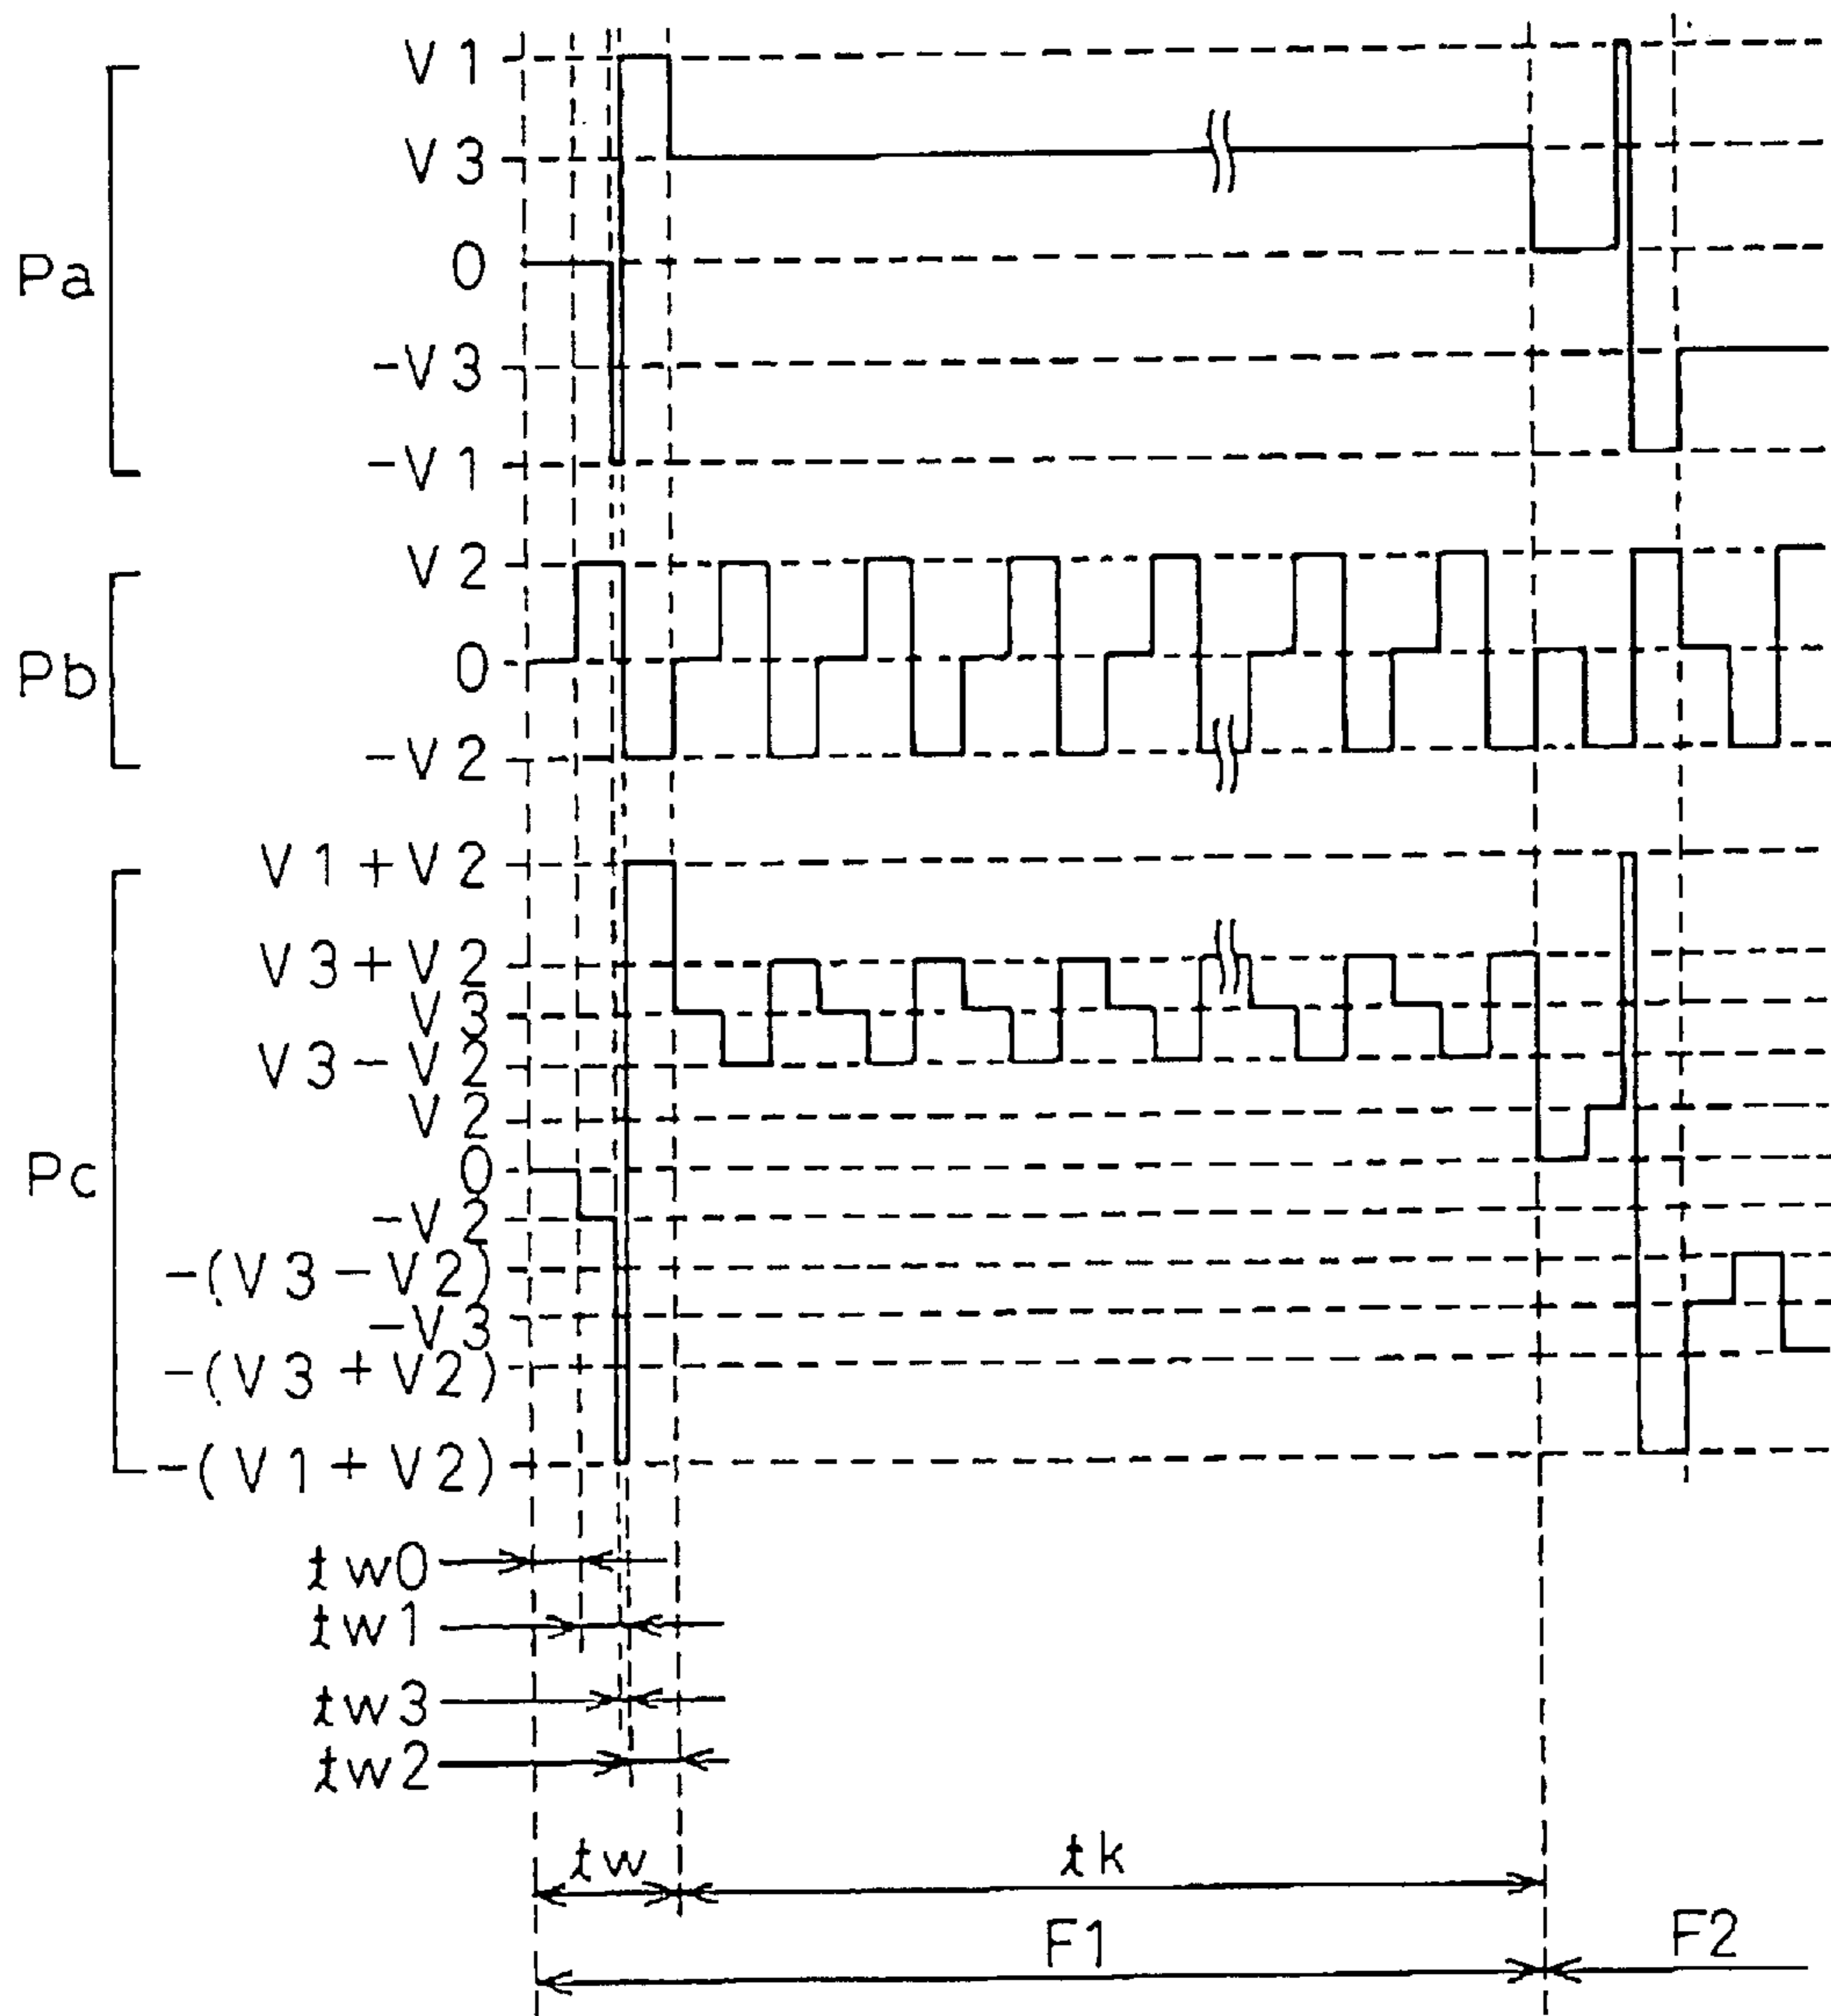 Pa
V1
V3
0
-V3
-V1
Pb
V2
0
-V2
Pc
V1+V2
V3+V2
V3
V3-V2
V2
0
-V2
-(V3-V2)
-V3
-(V3+V2)
-(V1+V2)
tw0
tw1
tw3
tw2
tw tk
F1 F2